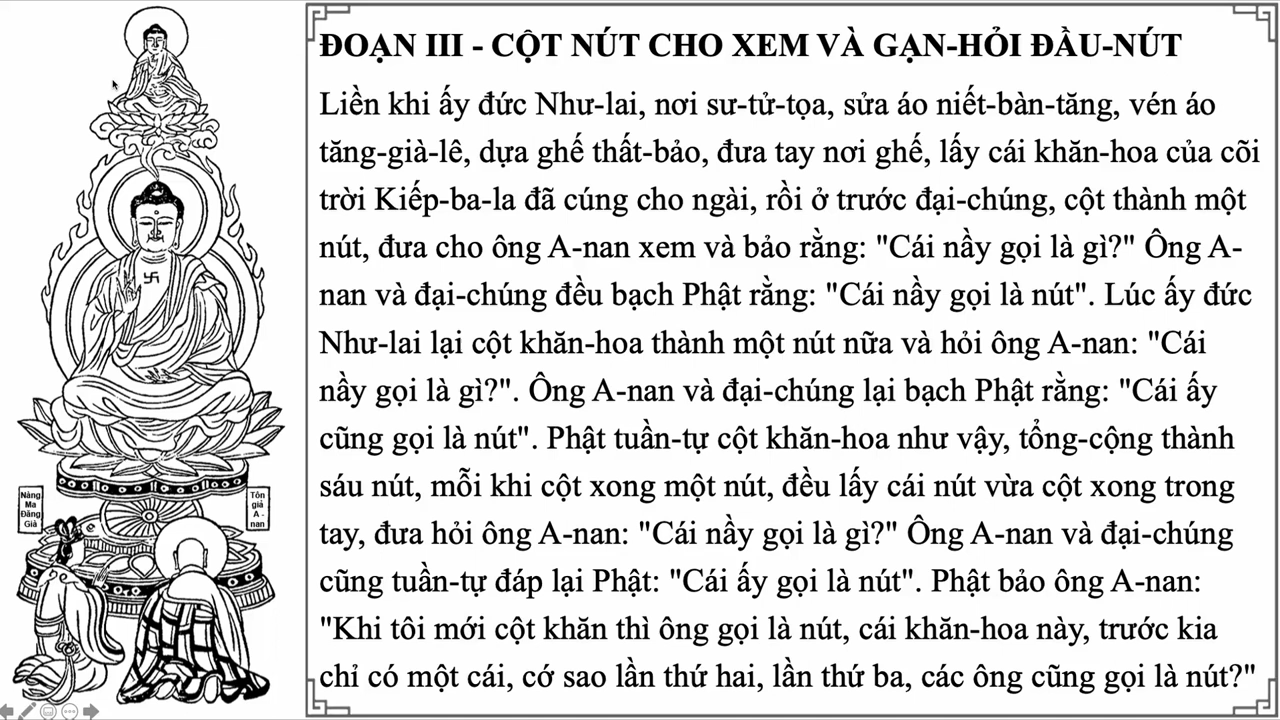 ĐOẠN III - CỘT NÚT CHO XEM VÀ GẠN-HỎI ĐẦU-NÚT
Liền khi ấy đức Như-lai, nơi sư-tử-tọa, sửa áo niết-bàn-tăng, vén áo
tăng-già-lê, dựa ghế thất-bảo, đưa tay nơi ghế, lấy cái khăn-hoa của cõi
trời Kiếp-ba-la đã cúng cho ngài, rồi ở trước đại-chúng, cột thành một
nút, đưa cho ông A-nan xem và bảo rằng: "Cái nầy gọi là gì?" Ông A-
nan và đại-chúng đều bạch Phật rằng: "Cái nầy gọi là nút". Lúc ấy đức
Như-lai lại cột khăn-hoa thành một nút nữa và hỏi ông A-nan: "Cái
nầy gọi là gì?". Ông A-nan và đại-chúng lại bạch Phật rằng: "Cái ấy
cũng gọi là nút". Phật tuần-tự cột khăn-hoa như vậy, tổng-cộng thành
sáu nút, mỗi khi cột xong một nút, đều lấy cái nút vừa cột xong trong
tay, đưa hỏi ông A-nan: "Cái nầy gọi là gì?" Ông A-nan và đại-chúng
cũng tuần-tự đáp lại Phật: "Cái ấy gọi là nút". Phật bảo ông A-nan:
"Khi tôi mới cột khăn thì ông gọi là nút, cái khăn-hoa này, trước kia
chỉ có một cái, cớ sao lần thứ hai, lần thứ ba, các ông cũng gọi là nút?"
Nàng
Ma
Đăng
Già
Tôn
giả
A -
nan